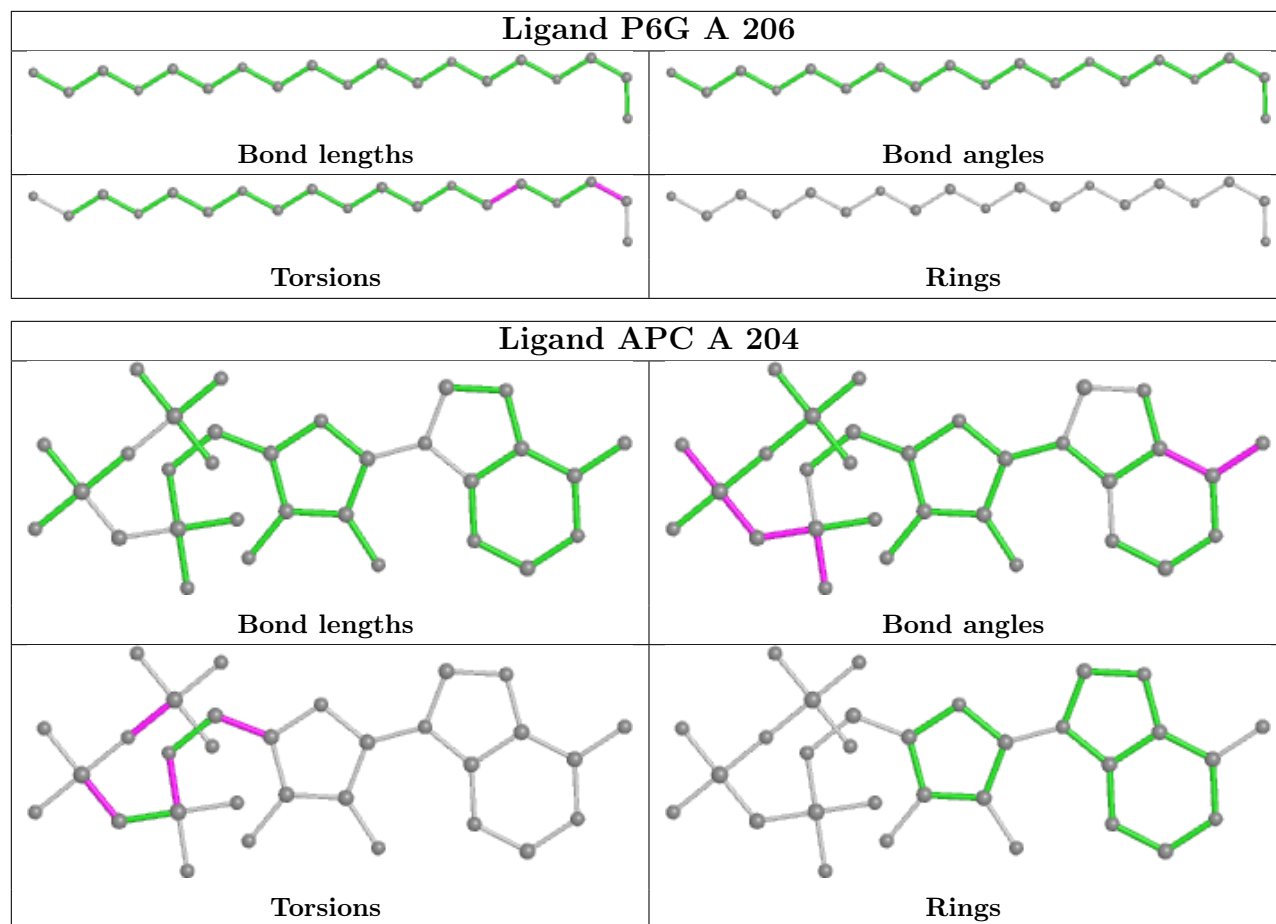 Ligand P6G A 206
Bond lengths
Bond angles
Torsions
Rings
Ligand APC A 204
Bond lengths
Bond angles
Torsions
Rings